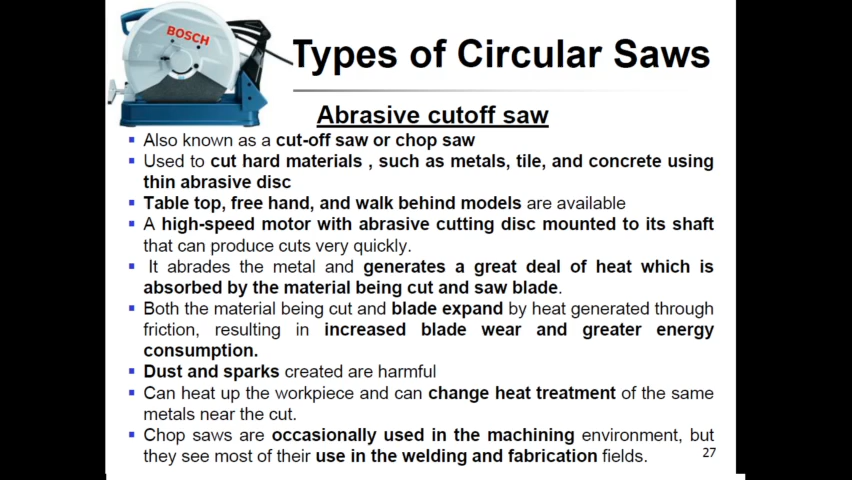 BOSCH
Types of Circular Saws
Abrasive cutoff saw
▪ Also known as a cut-off saw or chop saw
▪ Used to cut hard materials , such as metals, tile, and concrete using
thin abrasive disc
▪ Table top, free hand, and walk behind models are available
▪ A high-speed motor with abrasive cutting disc mounted to its shaft
that can produce cuts very quickly.
▪ It abrades the metal and generates a great deal of heat which is
absorbed by the material being cut and saw blade.
▪ Both the material being cut and blade expand by heat generated through
friction, resulting in increased blade wear and greater energy
consumption.
▪ Dust and sparks created are harmful
▪ Can heat up the workpiece and can change heat treatment of the same
metals near the cut.
▪ Chop saws are occasionally used in the machining environment, but
they see most of their use in the welding and fabrication fields.
27